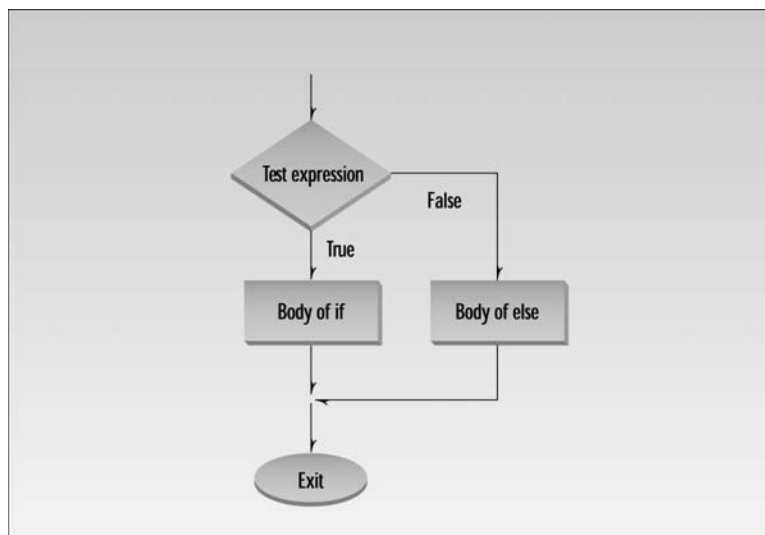 Test expression
False
True
Body of if
Body of else
Exit